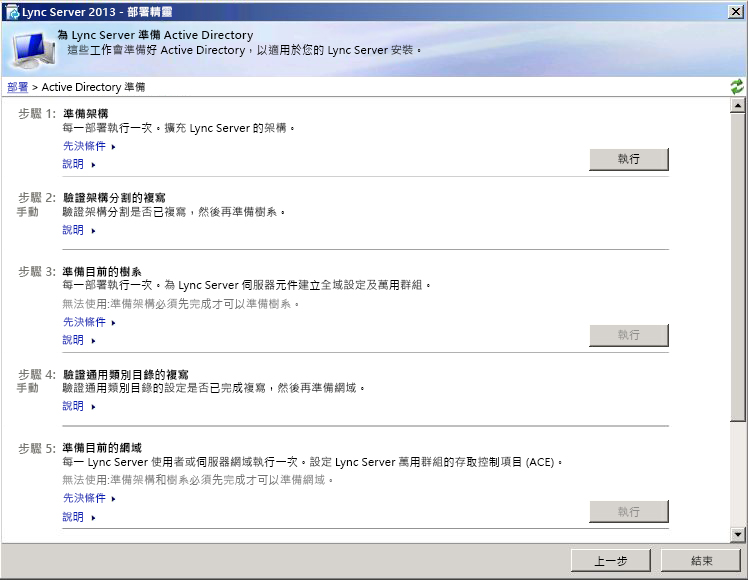 Lync Server 2013 - 部署精靈
為 Lync Server 準備 Active Directory
這些工作會準備好 Active Directory，以適用於您的 Lync Server 安裝。
部署 > Active Directory 準備
步驟 1: 準備架構
每一部署執行一次。擴充 Lync Server 的架構。
先決條件
說明
執行
步驟 2: 驗證架構分割的複寫
手動 驗證架構分割是否已複寫，然後再準備樹系。
說明
步驟 3: 準備目前的樹系
每一部署執行一次。為 Lync Server 伺服器元件建立全域設定及萬用群組。
無法使用:準備架構必須先完成才可以準備樹系。
先決條件
說明
執行
步驟 4: 驗證通用類別目錄的複寫
手動 驗證通用類別目錄的設定是否已完成複寫，然後再準備網域。
說明
步驟 5: 準備目前的網域
每一 Lync Server 使用者或伺服器網域執行一次。設定 Lync Server 萬用群組的存取控制項目 (ACE)。
無法使用:準備架構和樹系必須先完成才可以準備網域。
先決條件
說明
執行
上一步 結束